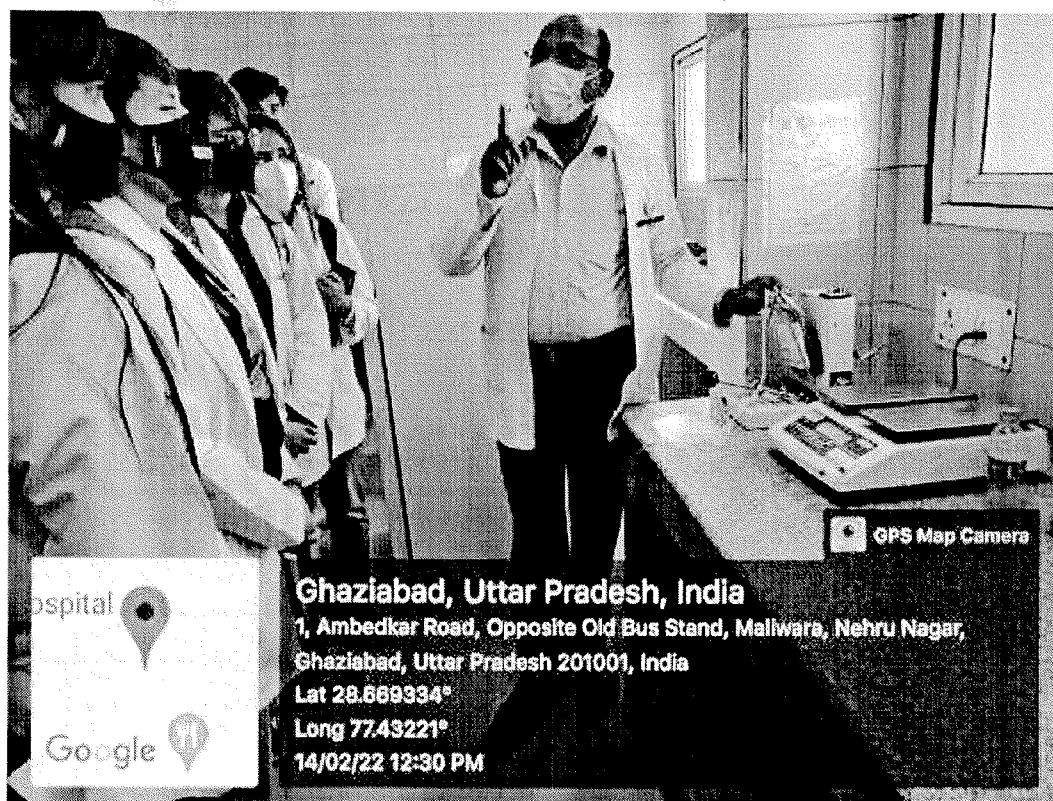 GPS Map Camera
ospital
Google
Ghaziabad, Uttar Pradesh, India
1, Ambedkar Road, Opposite Old Bus Stand, Maliwara, Nehru Nagar,
Ghaziabad, Uttar Pradesh 201001, India
Lat 28.669334°
Long 77.43221°
14/02/22 12:30 PM